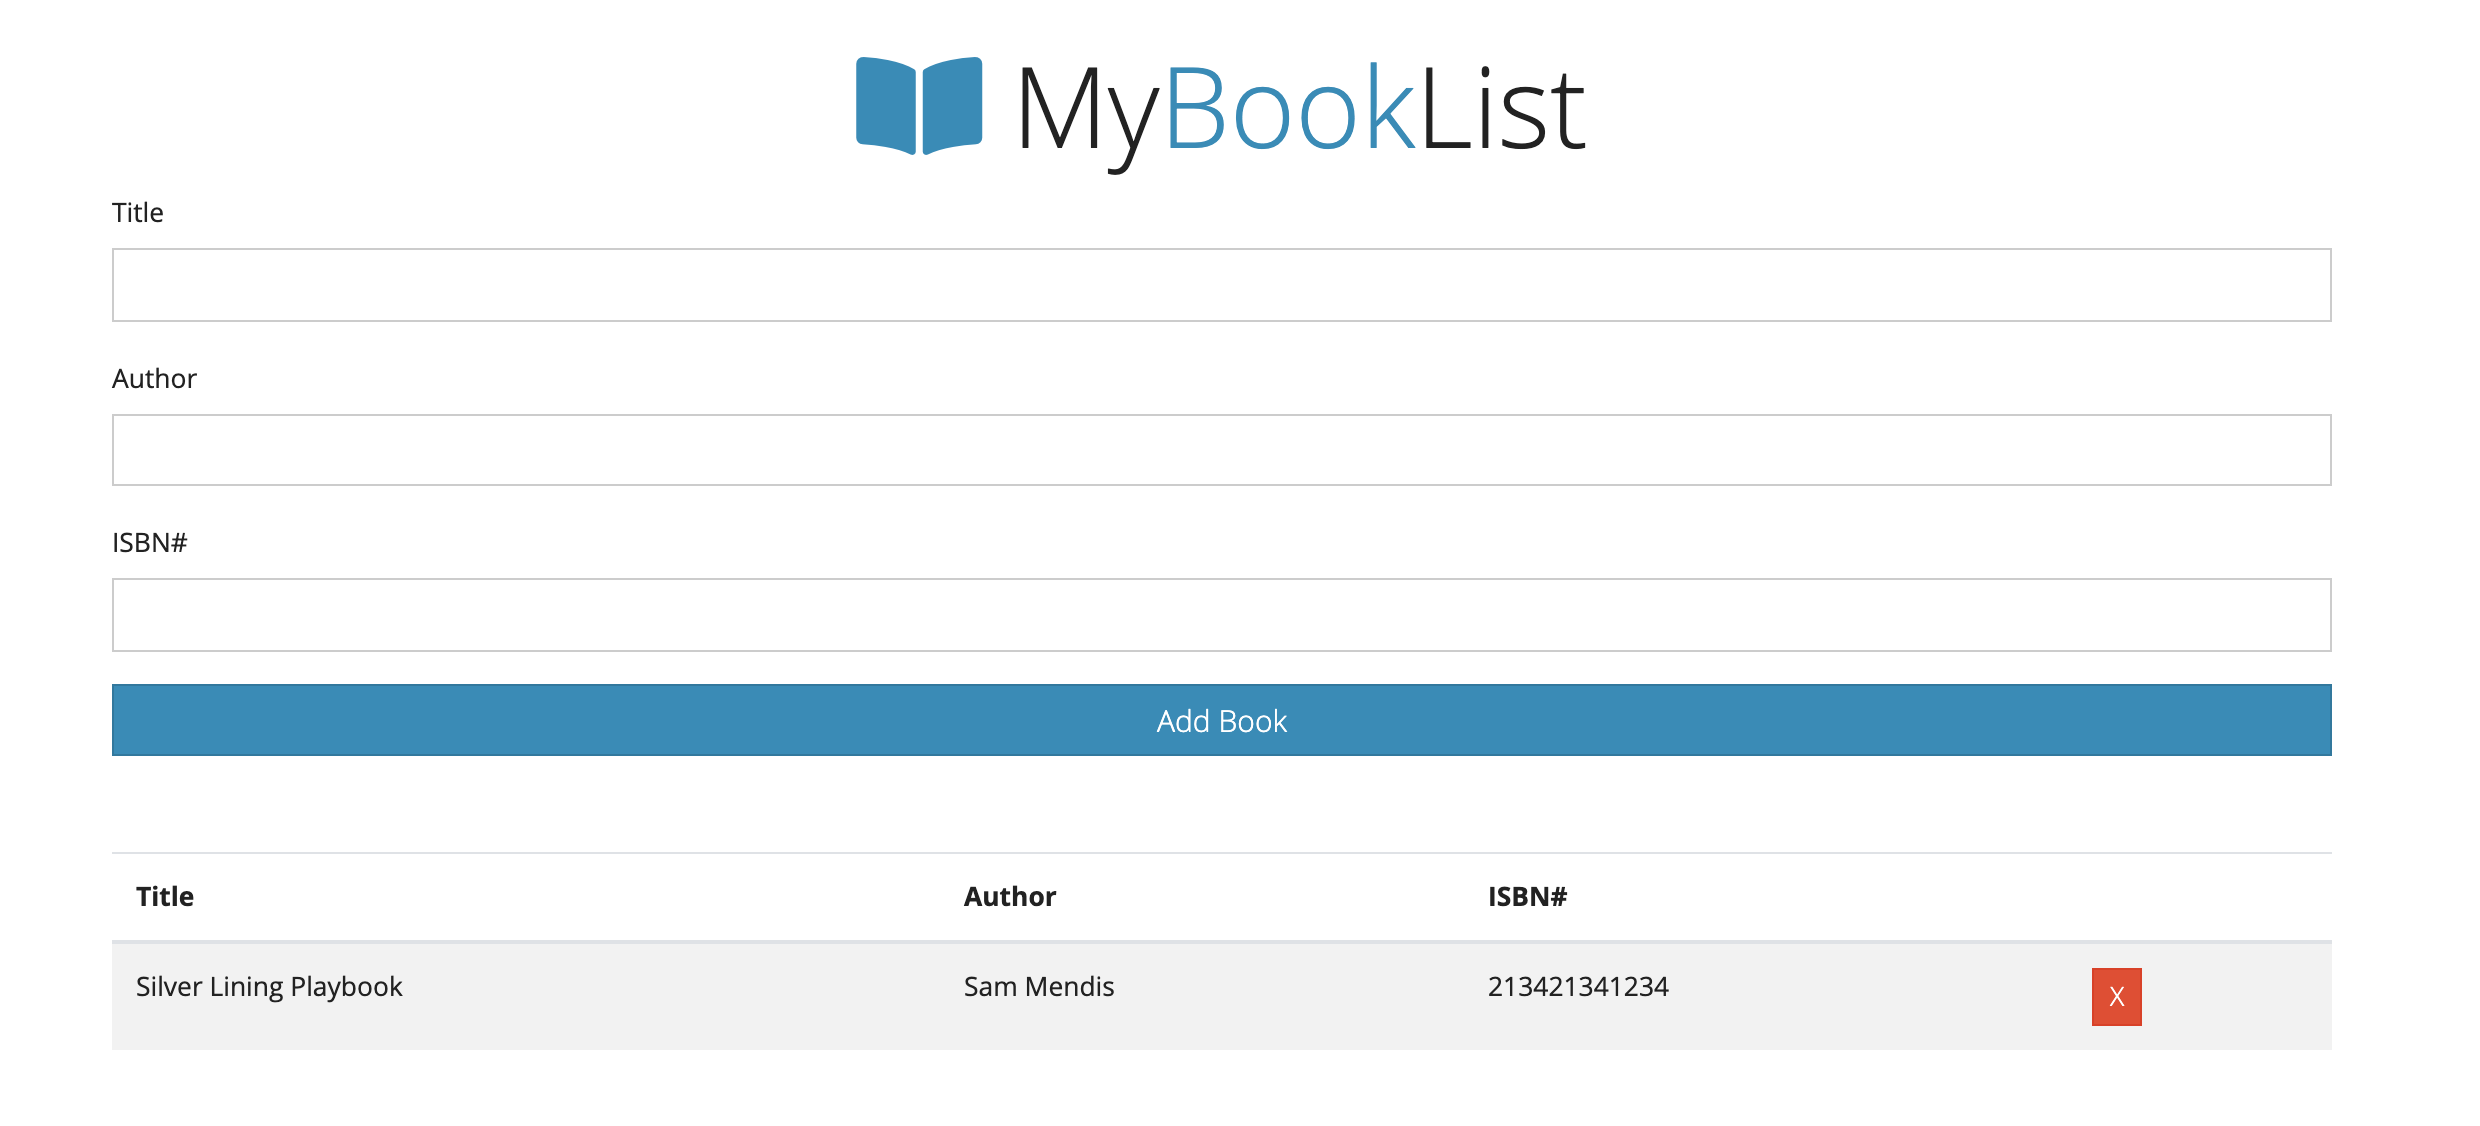 MyBookList
Title
Author
ISBN#
Add Book
Title Author ISBN#
Silver Lining Playbook Sam Mendis 213421341234 X